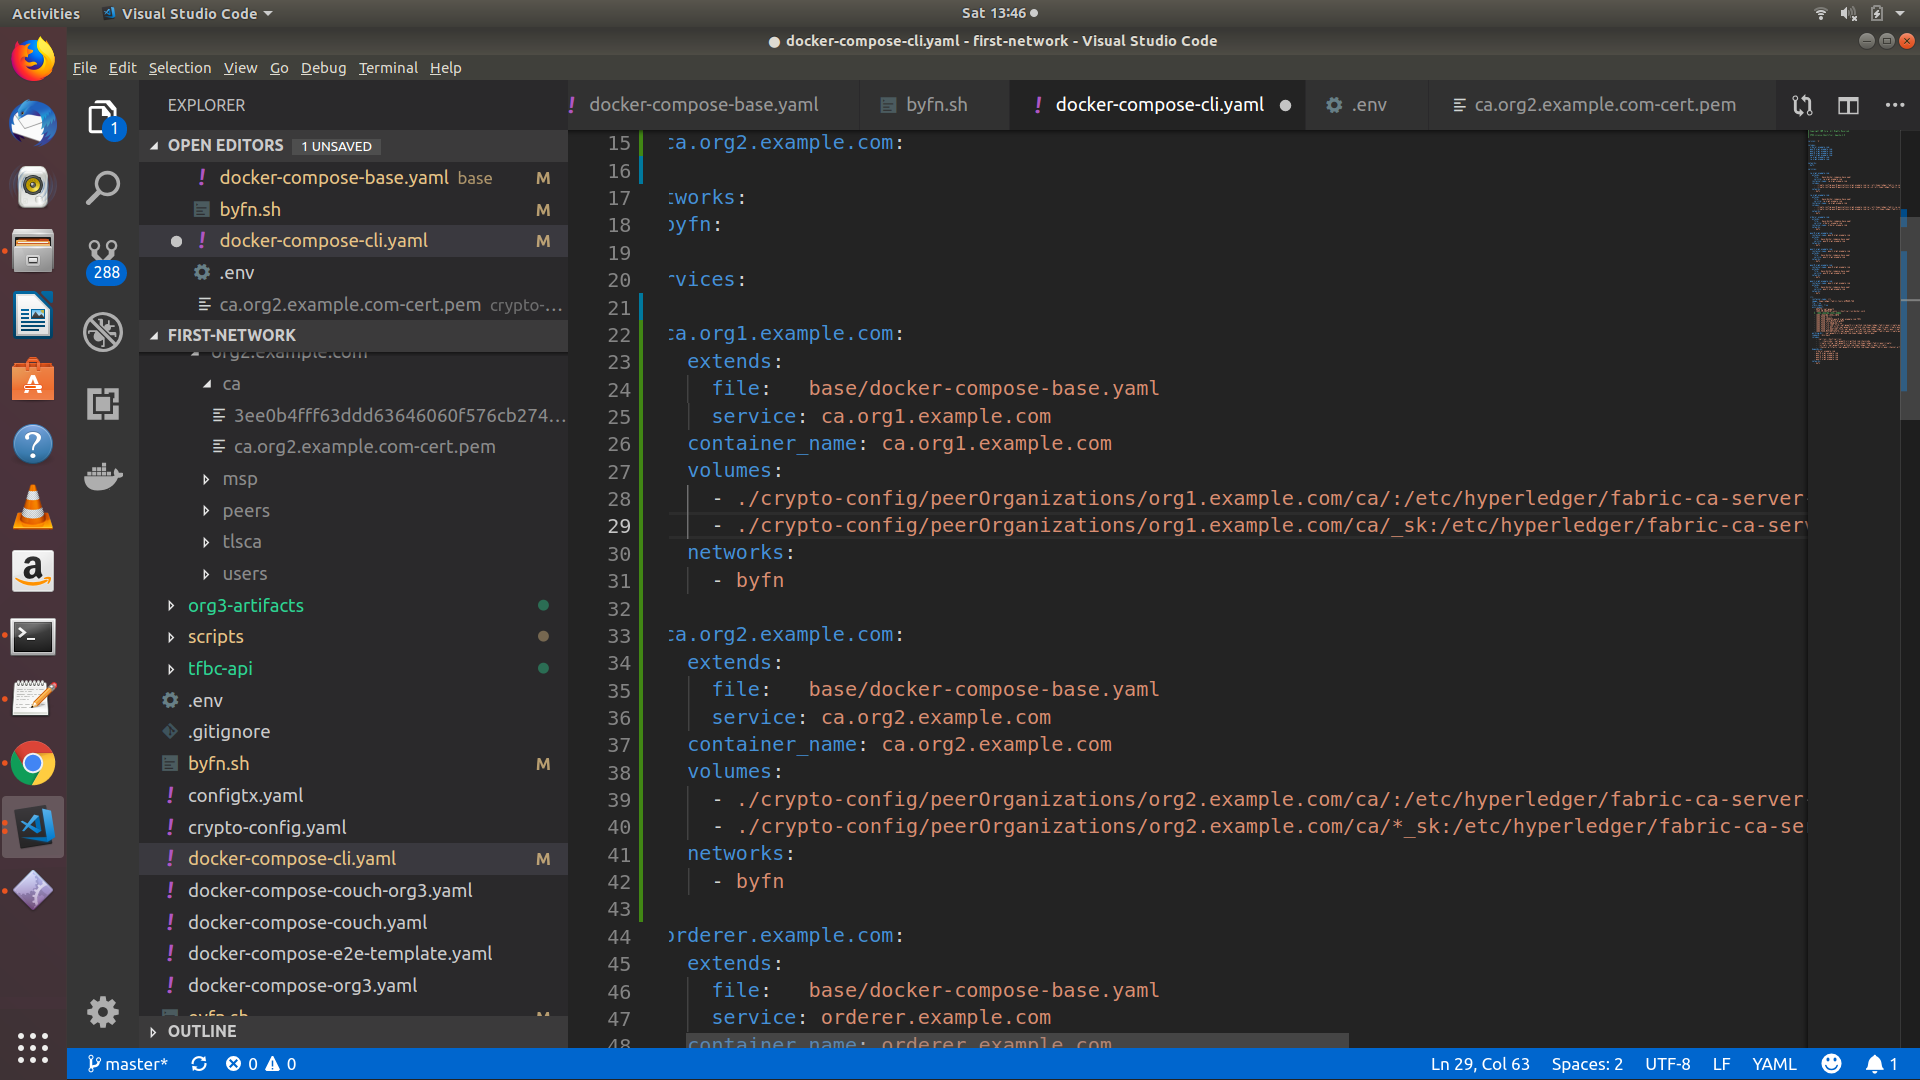 Activities
Visual Studio Code
Sat 13:46
docker-compose-cli.yaml - first-network - Visual Studio Code
File Edit Selection View Go Debug Terminal Help
EXPLORER
1
288
OPEN EDITORS 1 UNSAVED
docker-compose-base.yaml base M
byfn.sh M
docker-compose-cli.yaml M
.env
ca.org2.example.com-cert.pem crypto-...
FIRST-NETWORK
org2.example.com
ca
3ee0b4fff63ddd63646060f576cb274...
ca.org2.example.com-cert.pem
msp
peers
tlsca
users
org3-artifacts
scripts
tfbc-api
.env
.gitignore
byfn.sh M
configtx.yaml
crypto-config.yaml
docker-compose-cli.yaml M
docker-compose-couch-org3.yaml
docker-compose-couch.yaml
docker-compose-e2e-template.yaml
docker-compose-org3.yaml
eyfn.sh M
OUTLINE
docker-compose-base.yaml
byfn.sh
docker-compose-cli.yaml
.env
ca.org2.example.com-cert.pem
15 ca.org2.example.com:
16
17 tworks:
18 byfn:
19
20 rvices:
21
22 ca.org1.example.com:
23 extends:
24 file: base/docker-compose-base.yaml
25 service: ca.org1.example.com
26 container_name: ca.org1.example.com
27 volumes:
28 - ./crypto-config/peerOrganizations/org1.example.com/ca/:/etc/hyperledger/fabric-ca-server-
29 - ./crypto-config/peerOrganizations/org1.example.com/ca/_sk:/etc/hyperledger/fabric-ca-serv
30 networks:
31 - byfn
32
33 ca.org2.example.com:
34 extends:
35 file: base/docker-compose-base.yaml
36 service: ca.org2.example.com
37 container_name: ca.org2.example.com
38 volumes:
39 - ./crypto-config/peerOrganizations/org2.example.com/ca/:/etc/hyperledger/fabric-ca-server-
40 - ./crypto-config/peerOrganizations/org2.example.com/ca/*_sk:/etc/hyperledger/fabric-ca-se
41 networks:
42 - byfn
43
44 orderer.example.com:
45 extends:
46 file: base/docker-compose-base.yaml
47 service: orderer.example.com
48 container_name: orderer.example.com
master* 0 0
Ln 29, Col 63 Spaces: 2 UTF-8 LF YAML 1